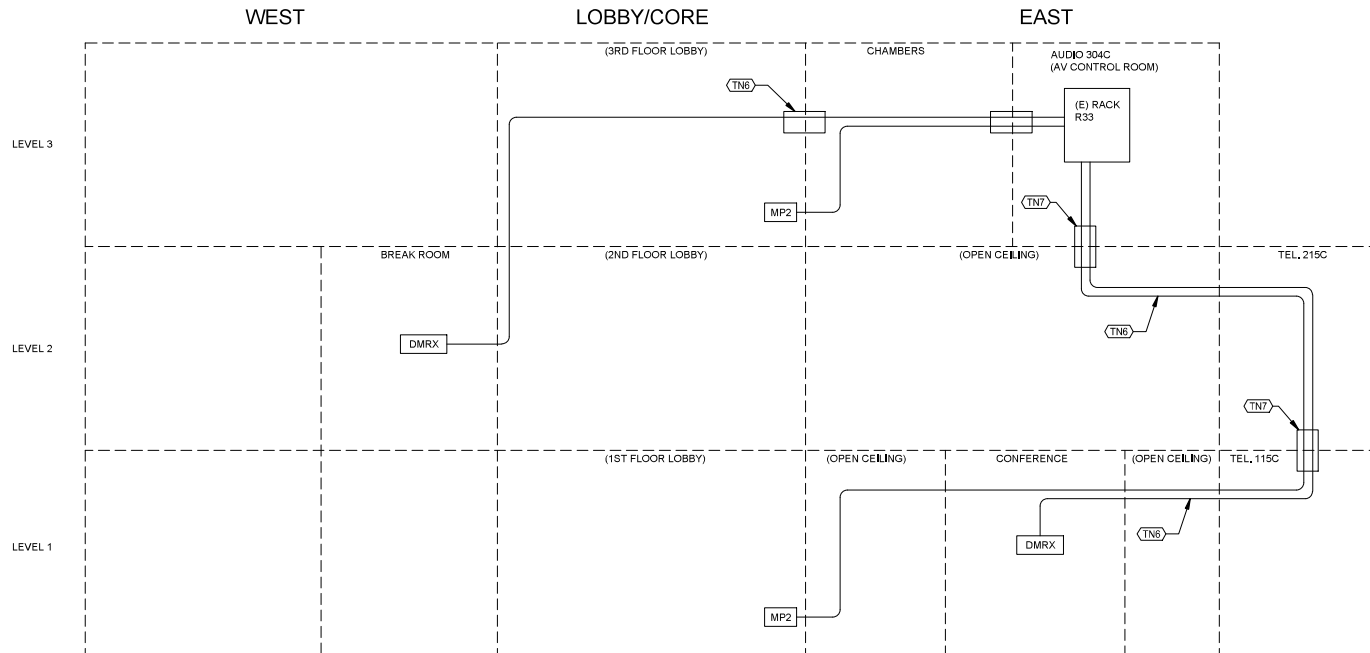 WEST
LOBBY/CORE
EAST
(3RD FLOOR LOBBY)
CHAMBERS
AUDIO 304C
(AV CONTROL ROOM)
TN6
(E) RACK
R33
LEVEL 3
MP2
TN7
BREAK ROOM
(2ND FLOOR LOBBY)
(OPEN CEILING)
TEL. 215C
TN6
LEVEL 2
DMRX
TN7
(1ST FLOOR LOBBY)
(OPEN CEILING)
CONFERENCE
(OPEN CEILING)
TEL. 115C
TN6
LEVEL 1
DMRX
MP2